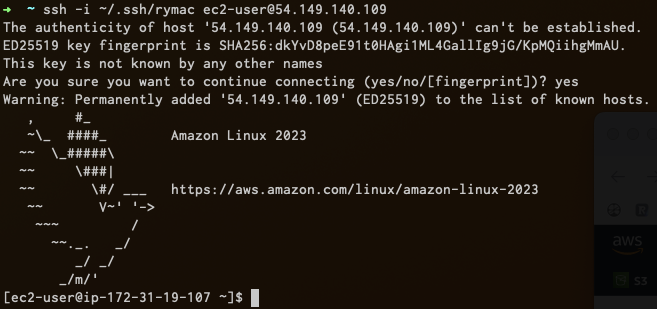 → ~ ssh -i ~/.ssh/rymac ec2-user@54.149.140.109
The authenticity of host '54.149.140.109 (54.149.140.109)' can't be established.
ED25519 key fingerprint is SHA256:dkYvD8peE91t0HAgi1ML4GallIg9jG/KpMQiihgMmAU.
This key is not known by any other names
Are you sure you want to continue connecting (yes/no/[fingerprint])? yes
Warning: Permanently added '54.149.140.109' (ED25519) to the list of known hosts.
   ,     #_
   ~\_  ####_        Amazon Linux 2023
  ~~  \_#####\
  ~~     \###|
  ~~       \#/ ___   https://aws.amazon.com/linux/amazon-linux-2023
   ~~       V~' '->
    ~~~         /
      ~~._.   _/
         _/ _/
       _/m/'
[ec2-user@ip-172-31-19-107 ~]$
aws
S3